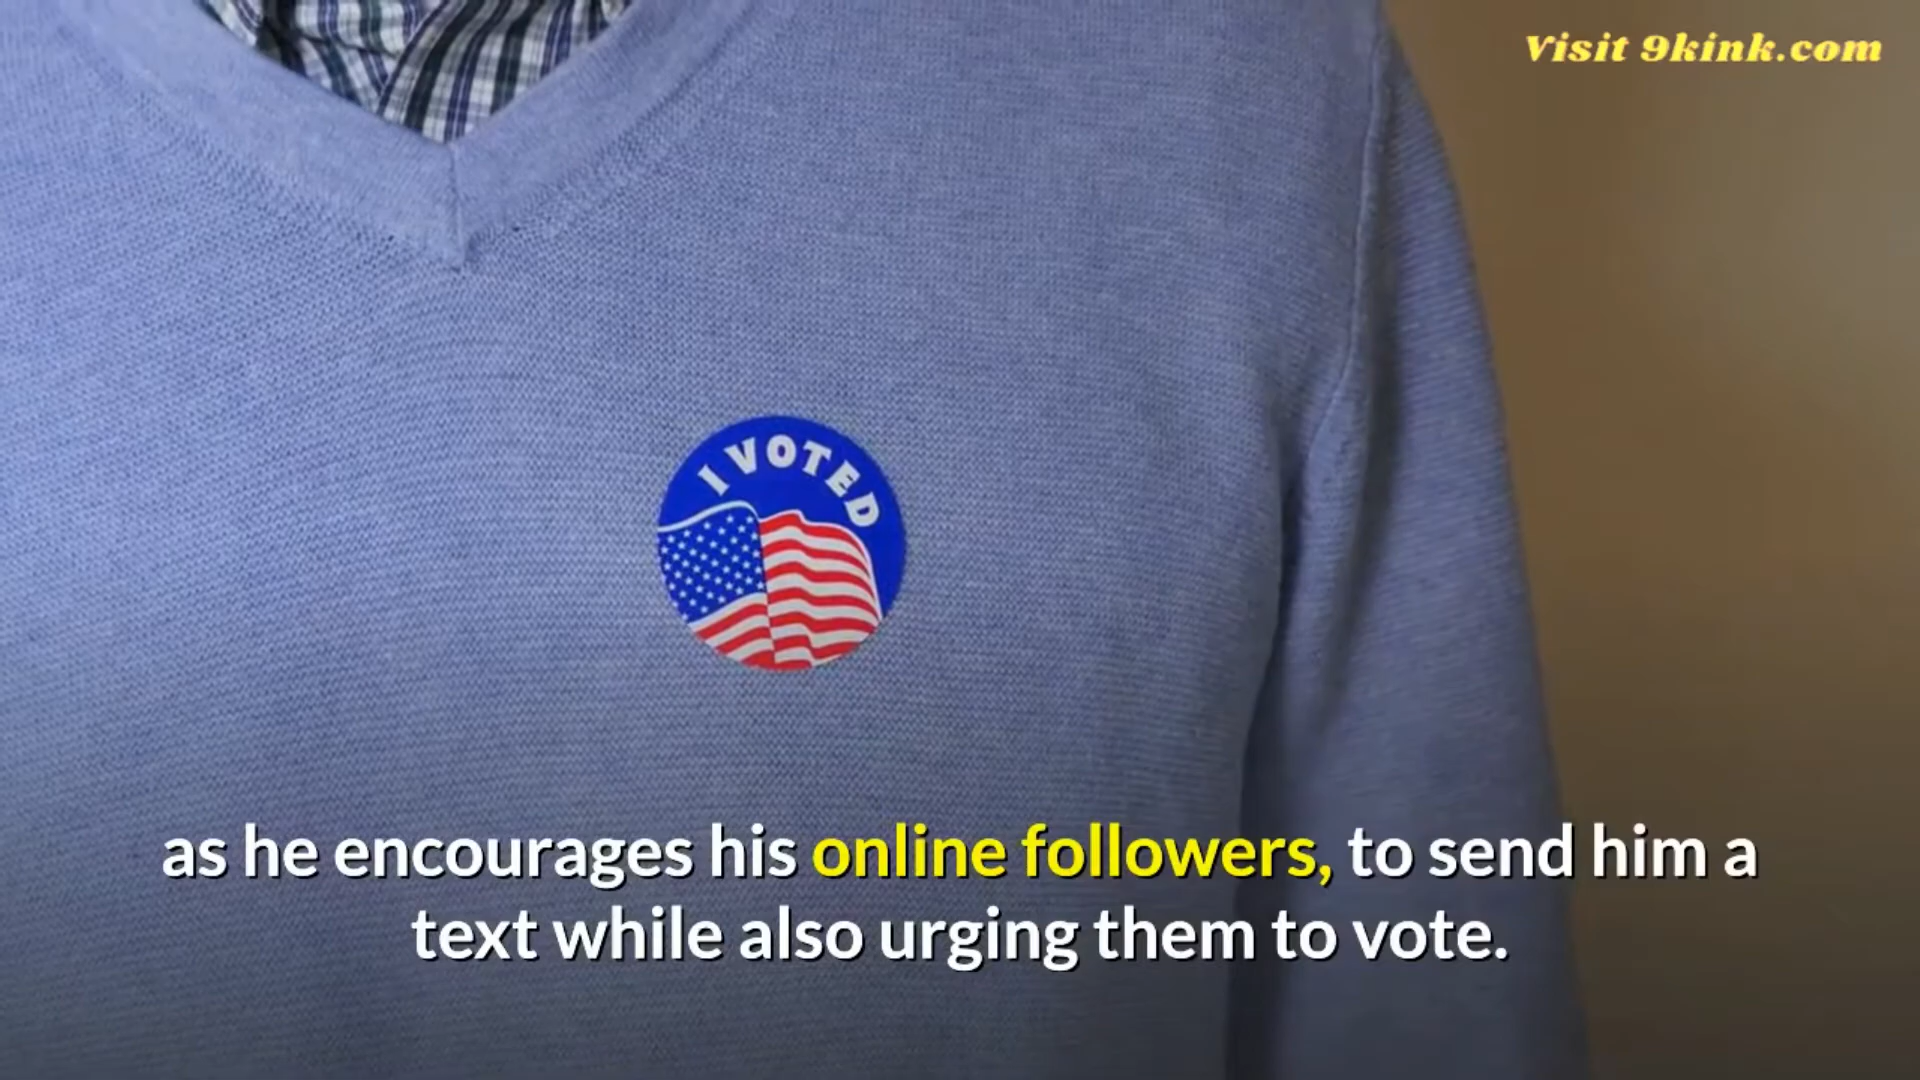 Visit 9kink.com
I VOTED
as he encourages his online followers, to send him a
text while also urging them to vote.